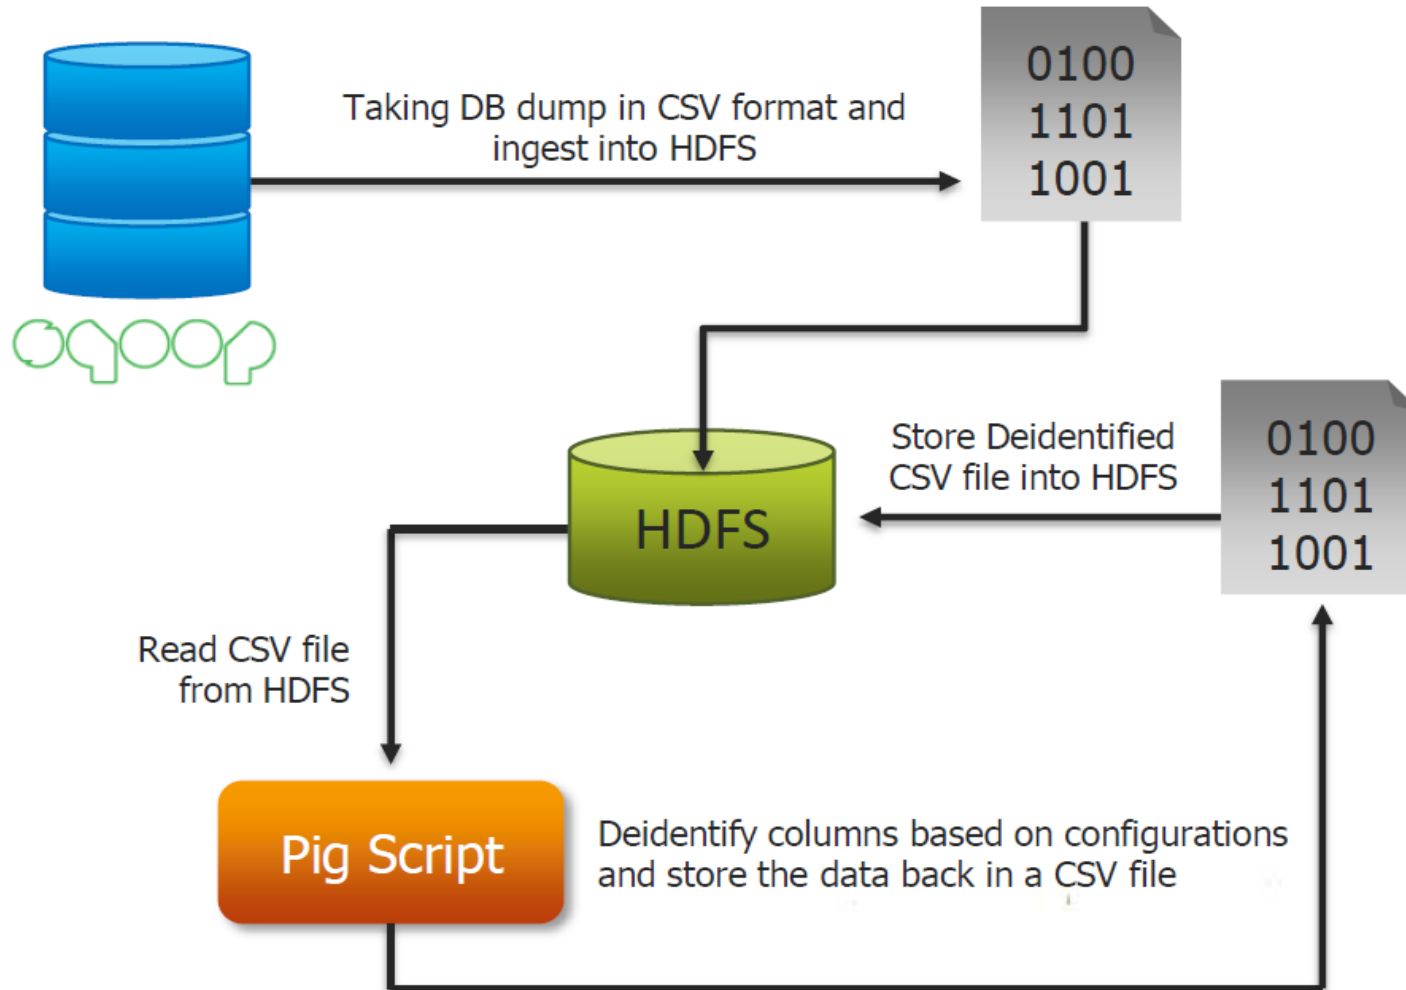 Taking DB dump in CSV format and
ingest into HDFS
0100
1101
1001
sqoop
HDFS
Store Deidentified
CSV file into HDFS
0100
1101
1001
Read CSV file
from HDFS
Pig Script
Deidentify columns based on configurations
and store the data back in a CSV file